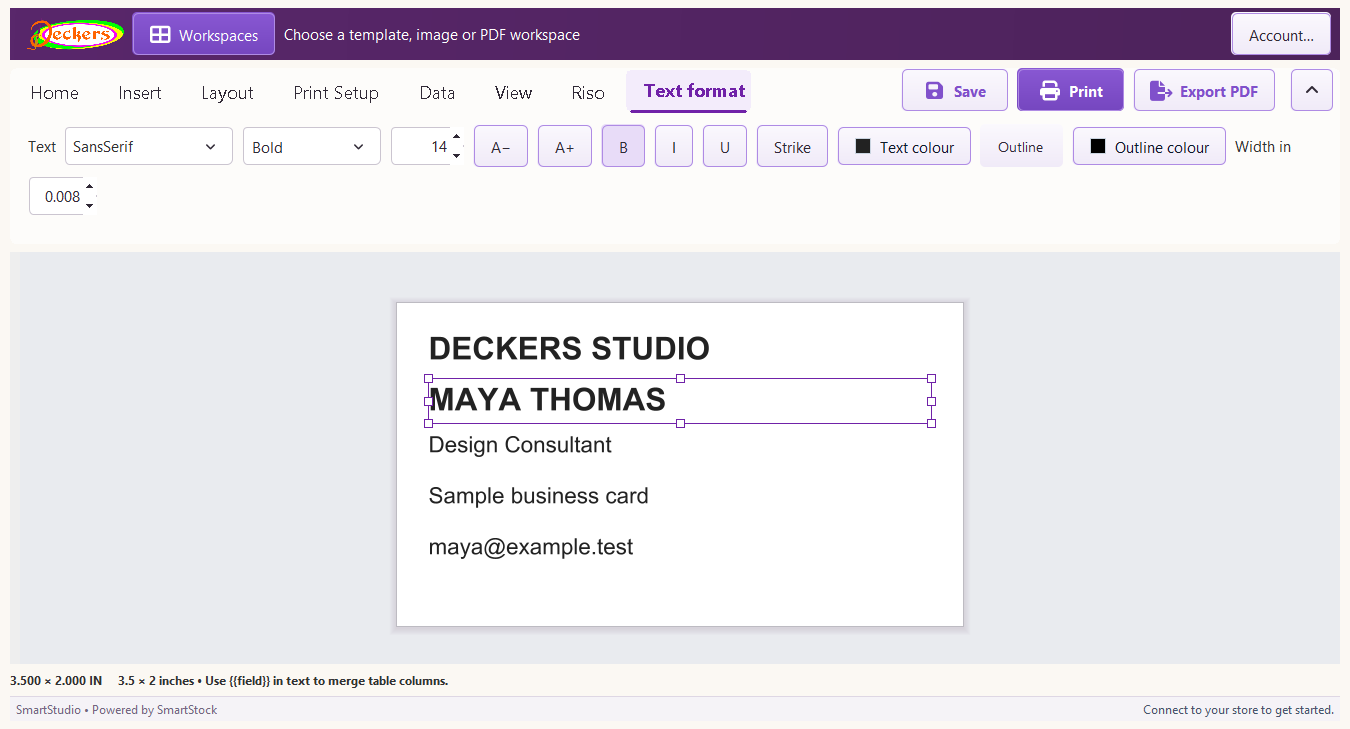 Deckers Workspaces Choose a template, image or PDF workspace Account...
Home Insert Layout Print Setup Data View Riso Text format Save Print Export PDF
Text SansSerif Bold 14 A− A+ B I U Strike Text colour Outline Outline colour Width in
0.008
DECKERS STUDIO
MAYA THOMAS
Design Consultant
Sample business card
maya@example.test
3.500 × 2.000 IN 3.5 × 2 inches • Use {{field}} in text to merge table columns.
SmartStudio • Powered by SmartStock Connect to your store to get started.